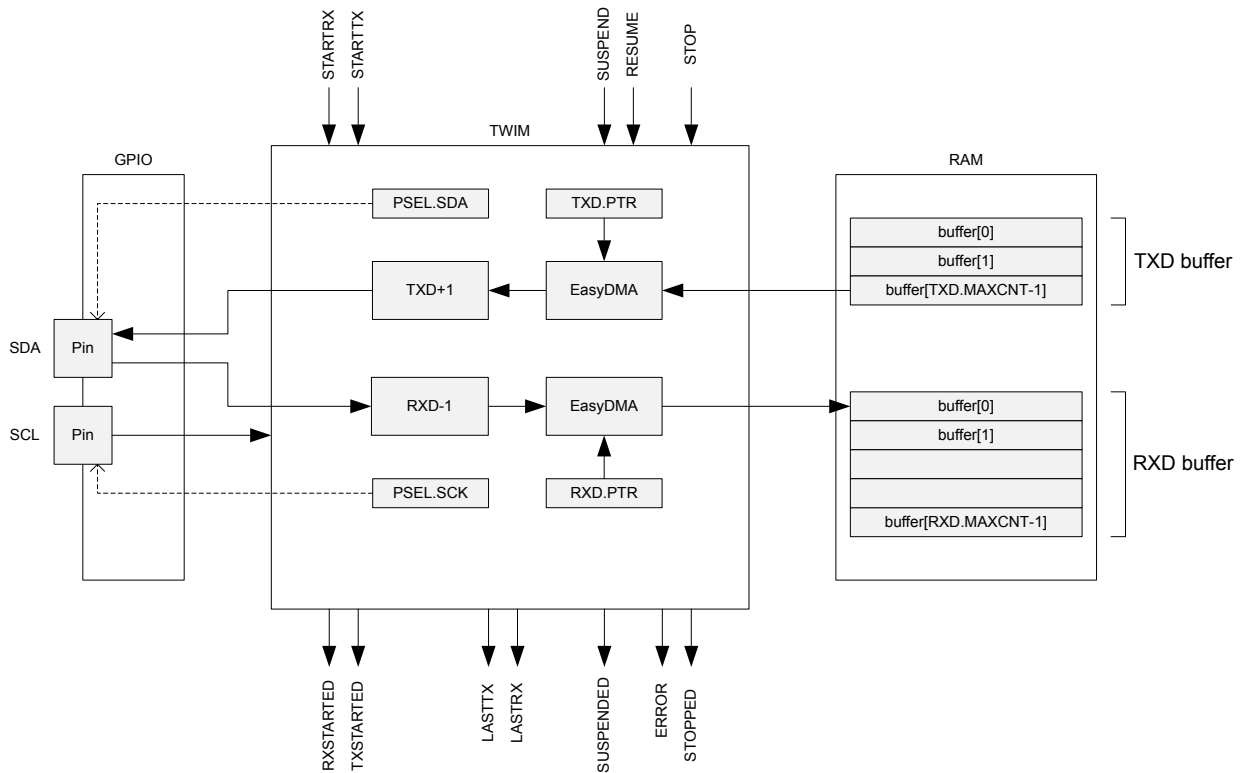 STARTRX
STARTTX
SUSPEND
RESUME
STOP
TWIM
GPIO
RAM
PSEL.SDA
TXD.PTR
buffer[0]
buffer[1]
buffer[TXD.MAXCNT-1]
TXD buffer
TXD+1
EasyDMA
SDA
Pin
RXD-1
EasyDMA
buffer[0]
buffer[1]
buffer[RXD.MAXCNT-1]
RXD buffer
SCL
Pin
PSEL.SCK
RXD.PTR
RXSTARTED
TXSTARTED
LASTTX
LASTRX
SUSPENDED
ERROR
STOPPED